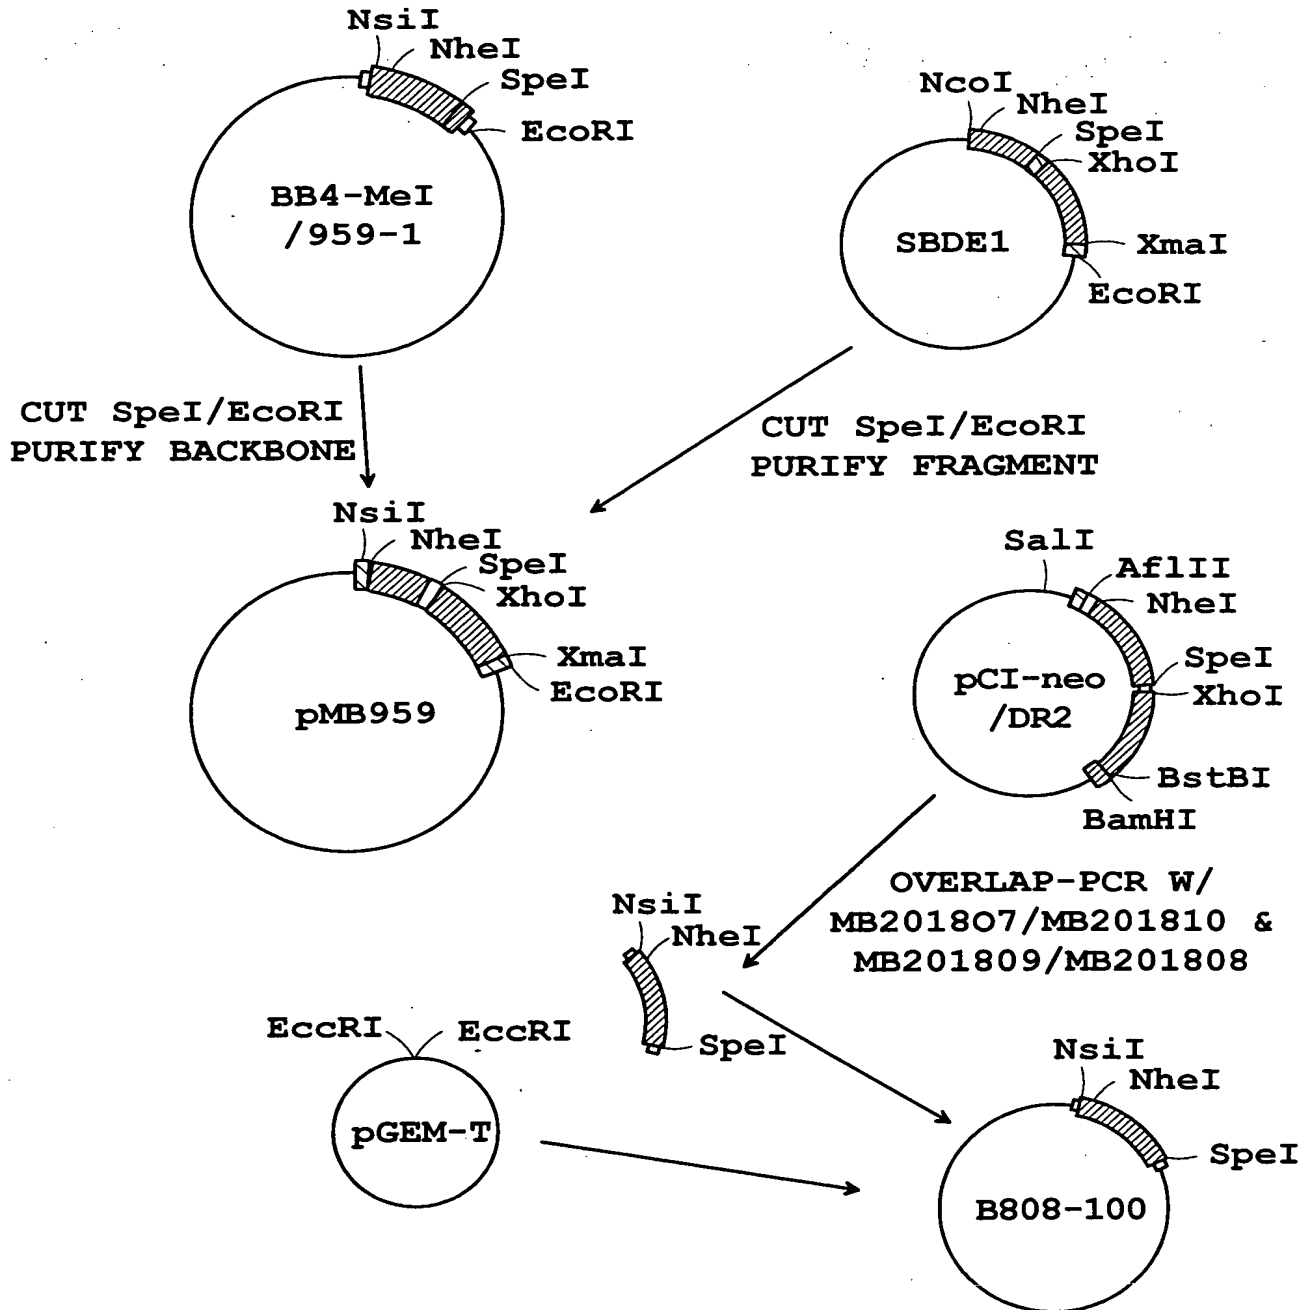 NsiI
NheI
SpeI
EcoRI
BB4-MeI
/959-1
NcoI
NheI
SpeI
XhoI
SBDE1
XmaI
EcoRI
CUT SpeI/EcoRI
PURIFY BACKBONE
CUT SpeI/EcoRI
PURIFY FRAGMENT
NsiI
NheI
SpeI
XhoI
XmaI
EcoRI
pMB959
SalI
AflII
NheI
SpeI
XhoI
pCI-neo
/DR2
BstBI
BamHI
OVERLAP-PCR W/
MB201807/MB201810 &
MB201809/MB201808
NsiI
NheI
SpeI
EccRI
EccRI
pGEM-T
NsiI
NheI
SpeI
B808-100